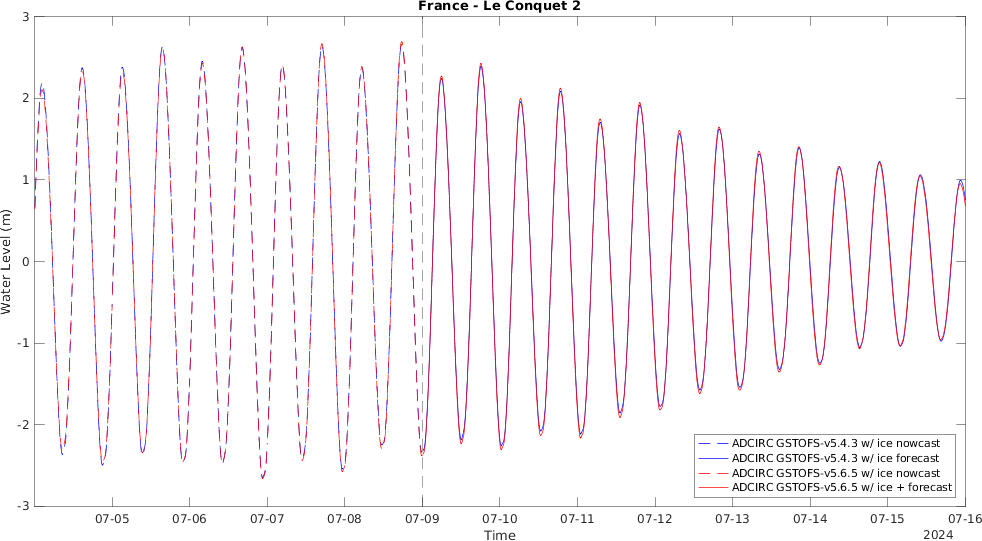 France - Le Conquet 2
3
2
1
0
-1
-2
-3
Water Level (m)
07-05 07-06 07-07 07-08 07-09 07-10 07-11 07-12 07-13 07-14 07-15 07-16
Time
2024
ADCIRC GSTOFS-v5.4.3 w/ ice nowcast
ADCIRC GSTOFS-v5.4.3 w/ ice forecast
ADCIRC GSTOFS-v5.6.5 w/ ice nowcast
ADCIRC GSTOFS-v5.6.5 w/ ice + forecast